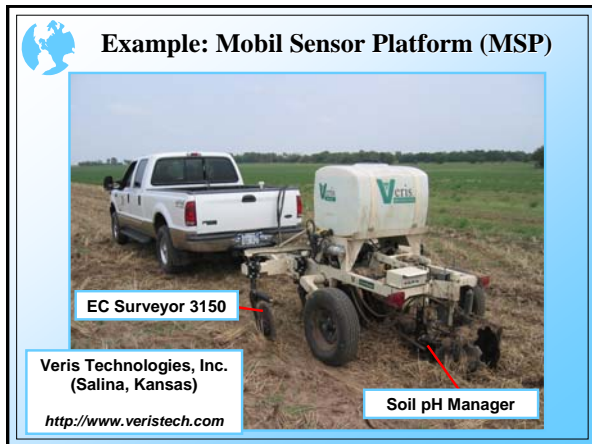 Example: Mobil Sensor Platform (MSP)
Veris
EC Surveyor 3150
Veris Technologies, Inc.
(Salina, Kansas)
http://www.veristech.com
Soil pH Manager